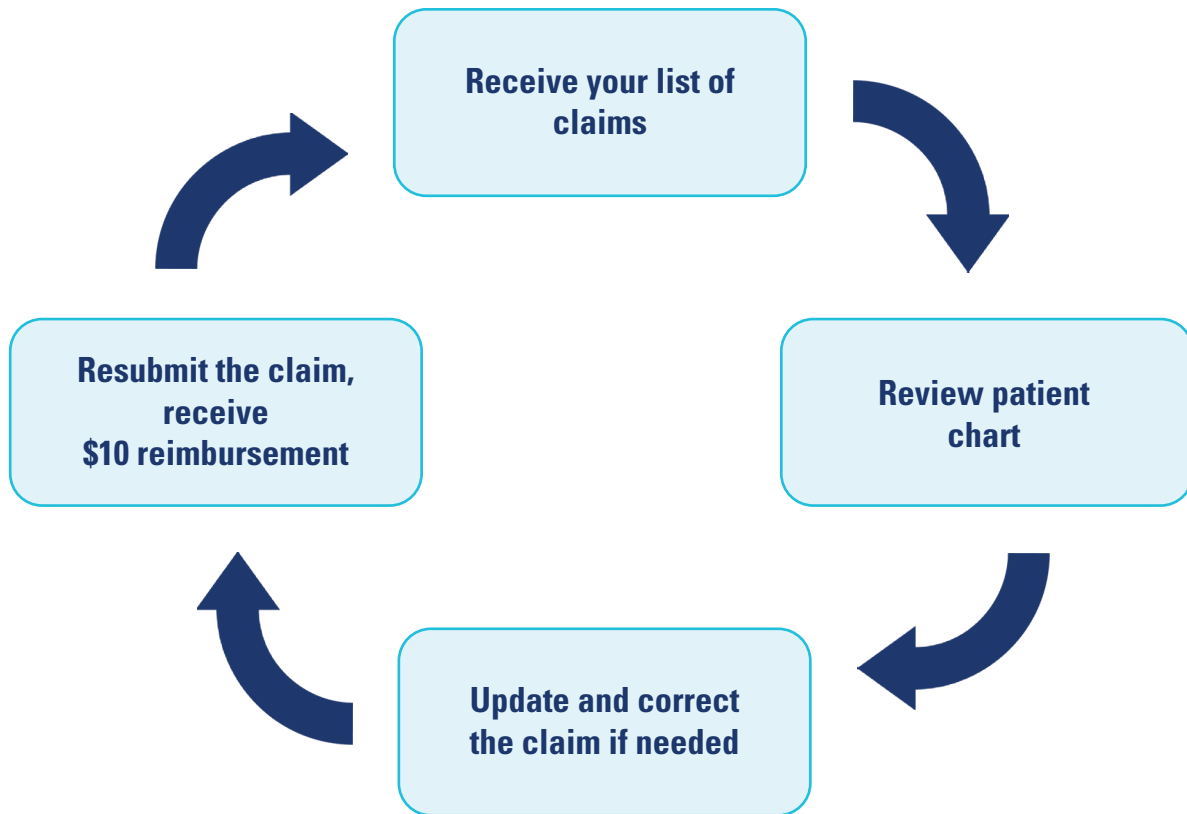 Receive your list of
claims
Review patient
chart
Update and correct
the claim if needed
Resubmit the claim,
receive
$10 reimbursement